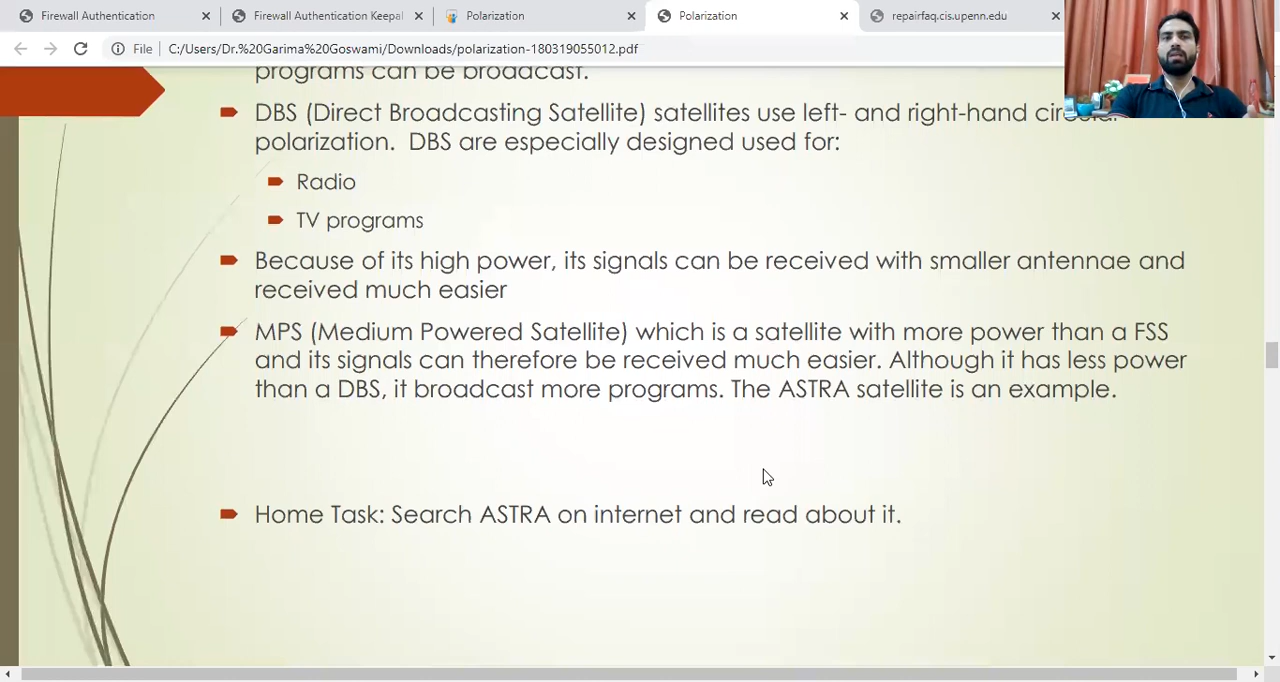 Firewall Authentication
Firewall Authentication Keepal
Polarization
Polarization
repairfaq.cis.upenn.edu
File
C:/Users/Dr.%20Garima%20Goswami/Downloads/polarization-180319055012.pdf
programs can be broadcast.
DBS (Direct Broadcasting Satellite) satellites use left- and right-hand circular
polarization. DBS are especially designed used for:
Radio
TV programs
Because of its high power, its signals can be received with smaller antennae and
received much easier
MPS (Medium Powered Satellite) which is a satellite with more power than a FSS
and its signals can therefore be received much easier. Although it has less power
than a DBS, it broadcast more programs. The ASTRA satellite is an example.
Home Task: Search ASTRA on internet and read about it.